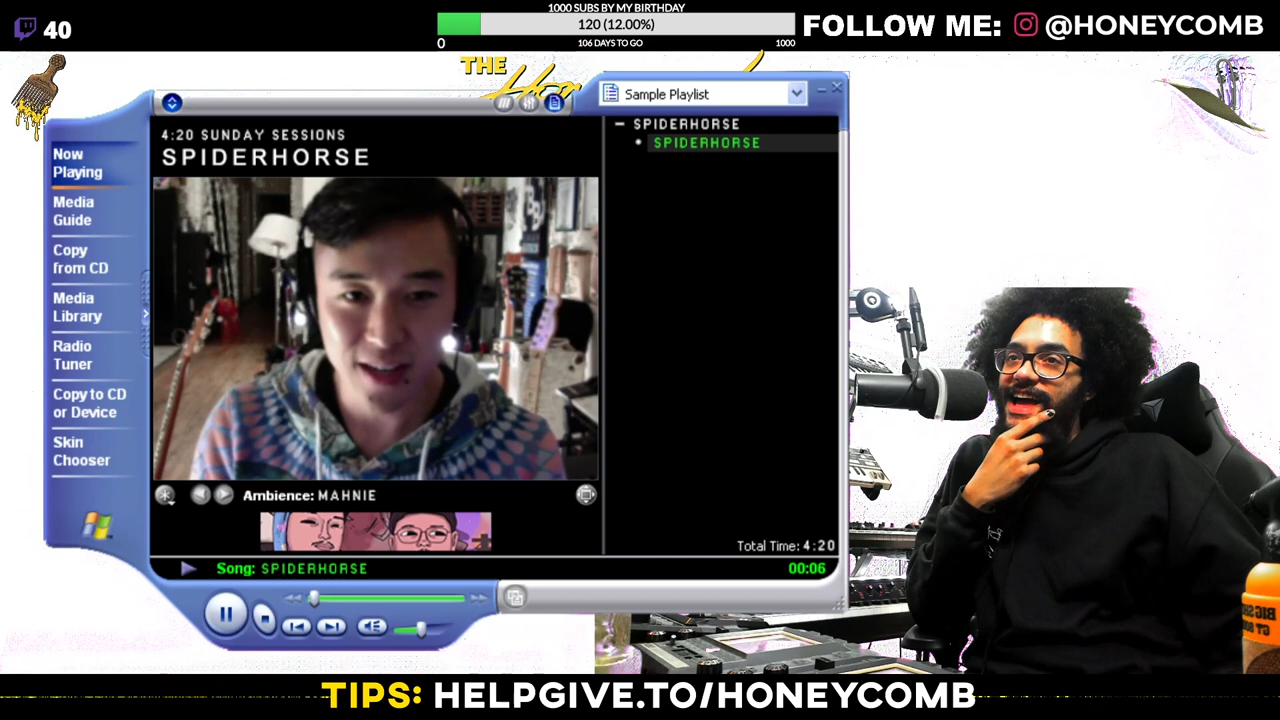 40
1000 SUBS BY MY BIRTHDAY
120 (12.00%)
0
106 DAYS TO GO
1000
FOLLOW ME: @HONEYCOMB
THE
Sample Playlist
4:20 SUNDAY SESSIONS
SPIDERHORSE
SPIDERHORSE
SPIDERHORSE
Now
Playing
Media
Guide
Copy
from CD
Media
Library
Radio
Tuner
Copy to CD
or Device
Skin
Chooser
Ambience: MAHNIE
Total Time: 4:20
Song: SPIDERHORSE
00:06
TIPS: HELPGIVE.TO/HONEYCOMB